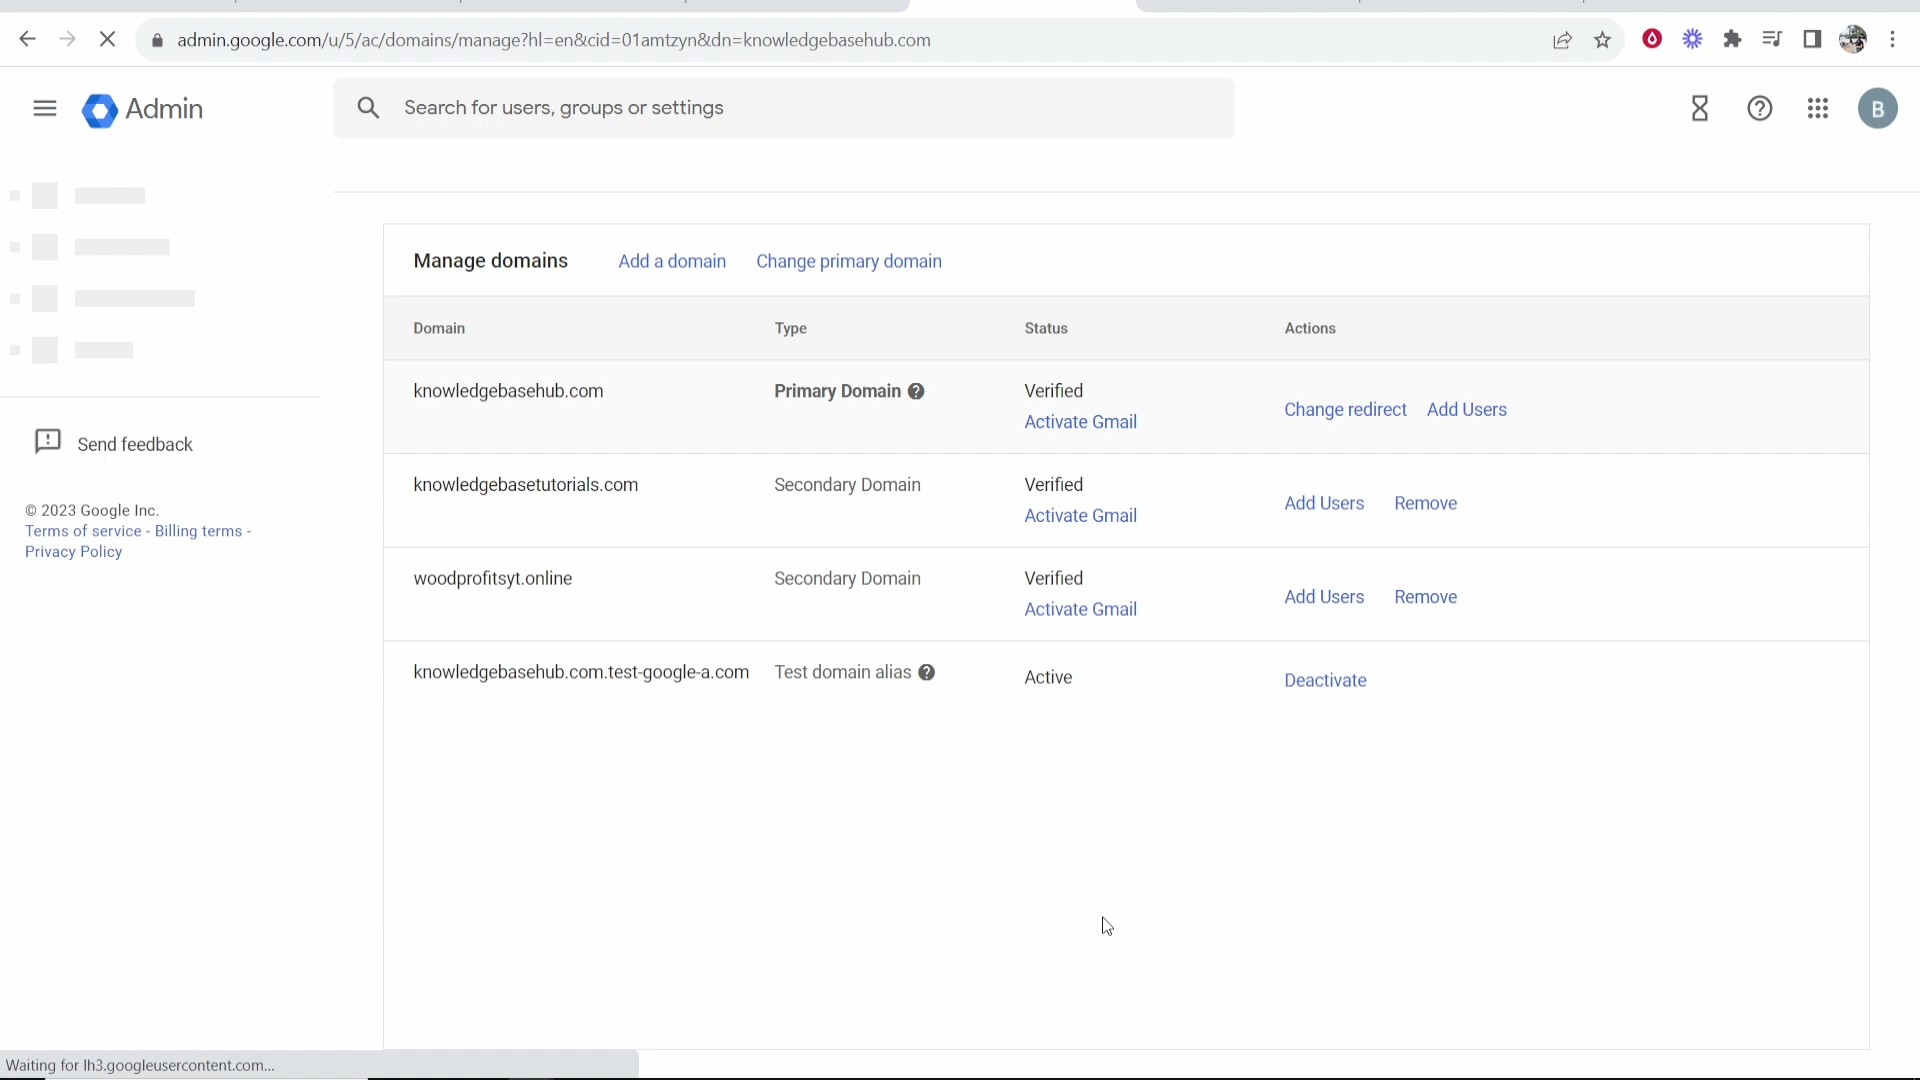 admin.google.com/u/5/ac/domains/manage?hl=en&cid=01amtzyn&dn=knowledgebasehub.com
Admin
Search for users, groups or settings
B
Manage domains Add a domain Change primary domain
Domain Type Status Actions
knowledgebasehub.com Primary Domain Verified
Activate Gmail
Change redirect Add Users
knowledgebasetutorials.com Secondary Domain Verified
Activate Gmail
Add Users Remove
woodprofitsyt.online Secondary Domain Verified
Activate Gmail
Add Users Remove
knowledgebasehub.com.test-google-a.com Test domain alias Active Deactivate
Send feedback
© 2023 Google Inc.
Terms of service - Billing terms -
Privacy Policy
Waiting for lh3.googleusercontent.com...